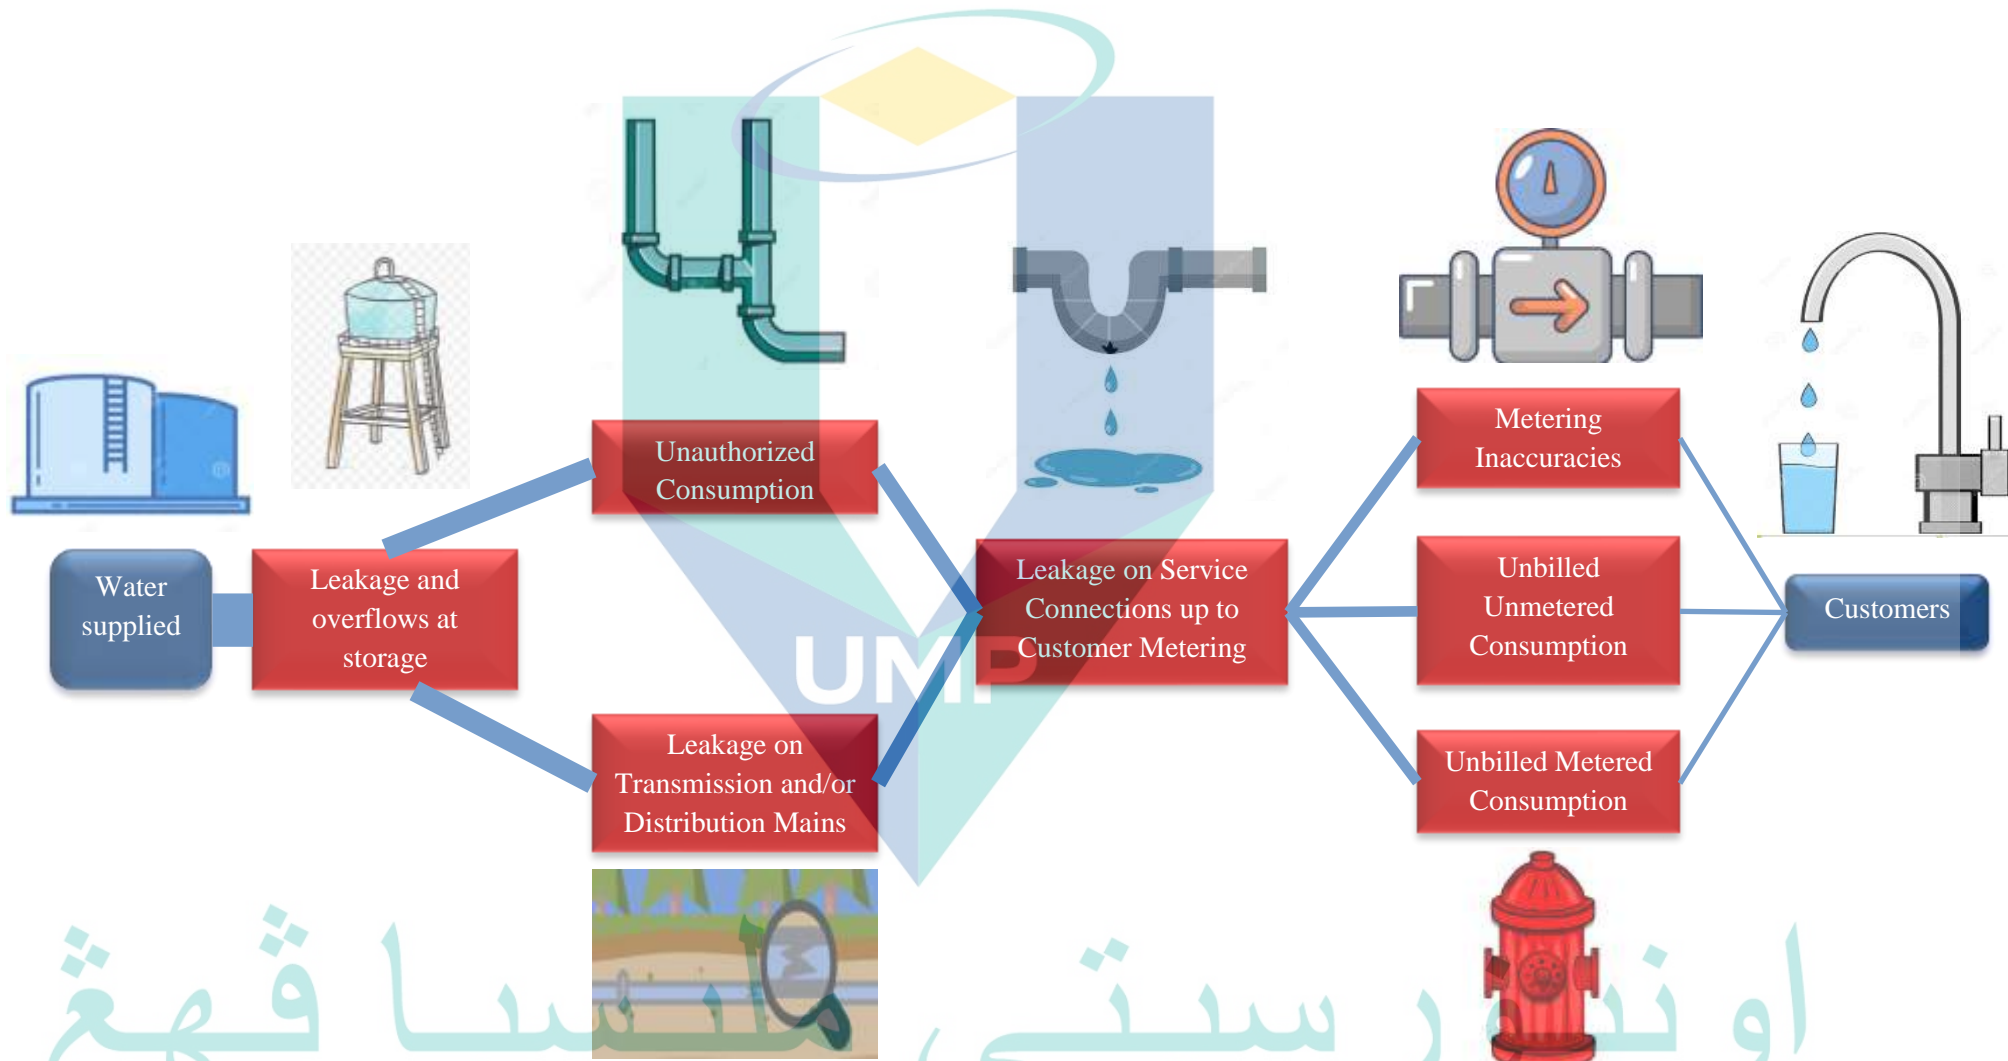 Water
supplied
Leakage and
overflows at
storage
Unauthorized
Consumption
Leakage on
Transmission and/or
Distribution Mains
Leakage on Service
Connections up to
Customer Metering
Metering
Inaccuracies
Unbilled
Unmetered
Consumption
Unbilled Metered
Consumption
Customers
UMP